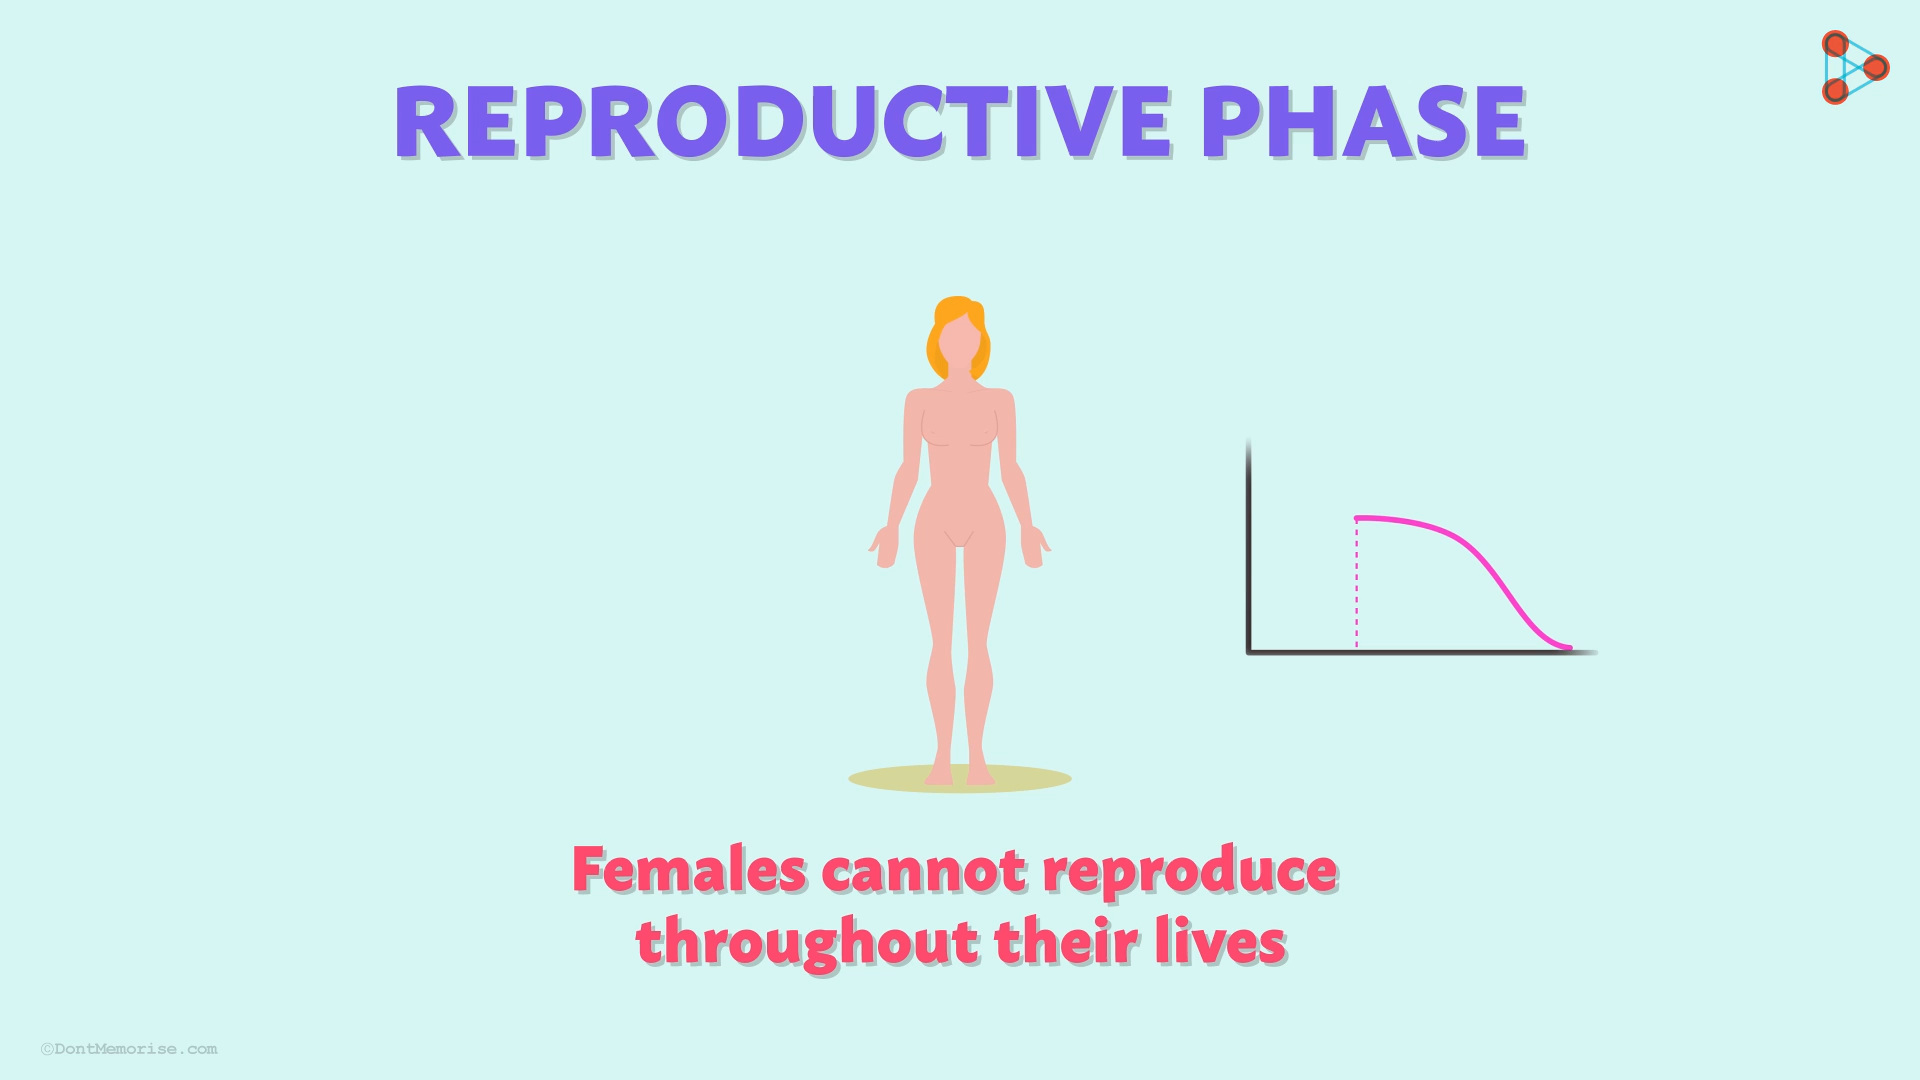 REPRODUCTIVE PHASE
Females cannot reproduce
throughout their lives
©DontMemorise.com